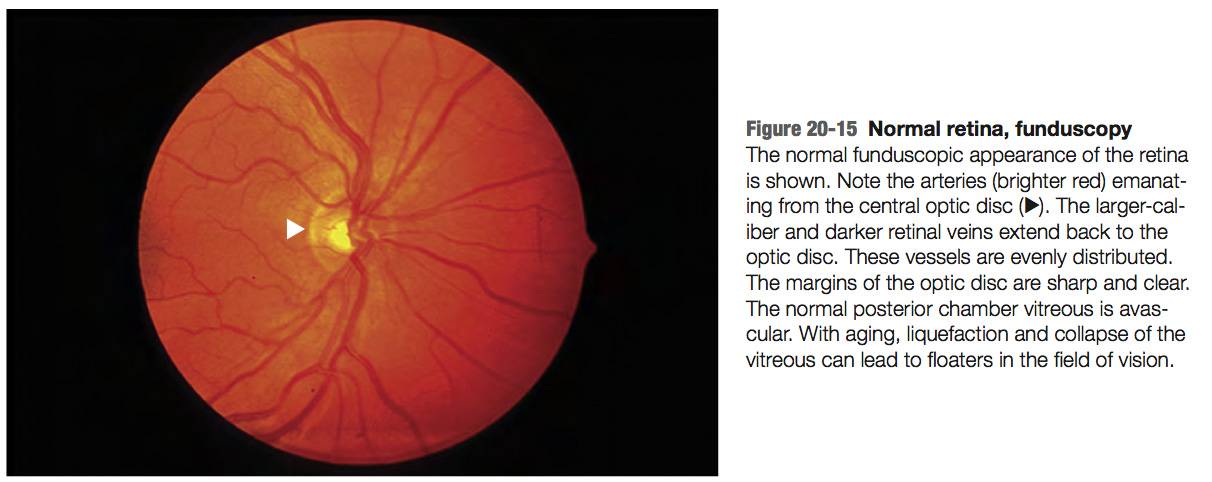 Figure 20-15 Normal retina, funduscopy
The normal funduscopic appearance of the retina
is shown. Note the arteries (brighter red) emanat-
ing from the central optic disc (▶). The larger-cal-
iber and darker retinal veins extend back to the
optic disc. These vessels are evenly distributed.
The margins of the optic disc are sharp and clear.
The normal posterior chamber vitreous is avas-
cular. With aging, liquefaction and collapse of the
vitreous can lead to floaters in the field of vision.